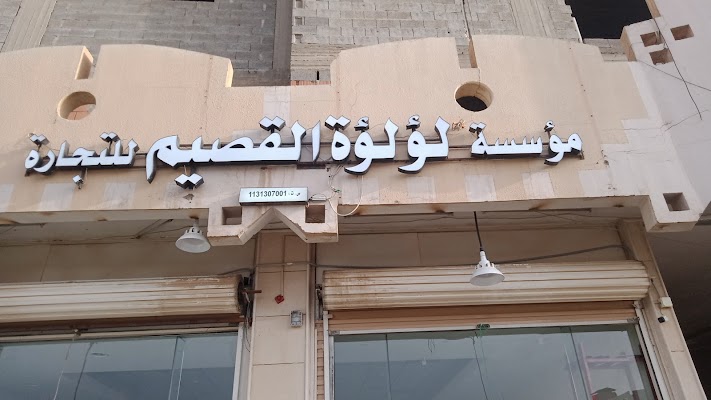 مؤسسة لؤلؤة القصيم للتجارة
س ت 1131307001